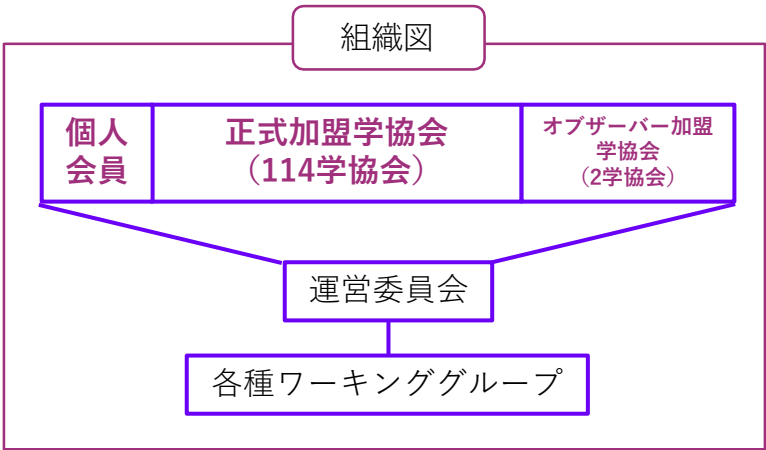 組織図
個人
会員
正式加盟学協会
（114学協会）
オブザーバー加盟
学協会
（2学協会）
運営委員会
各種ワーキンググループ